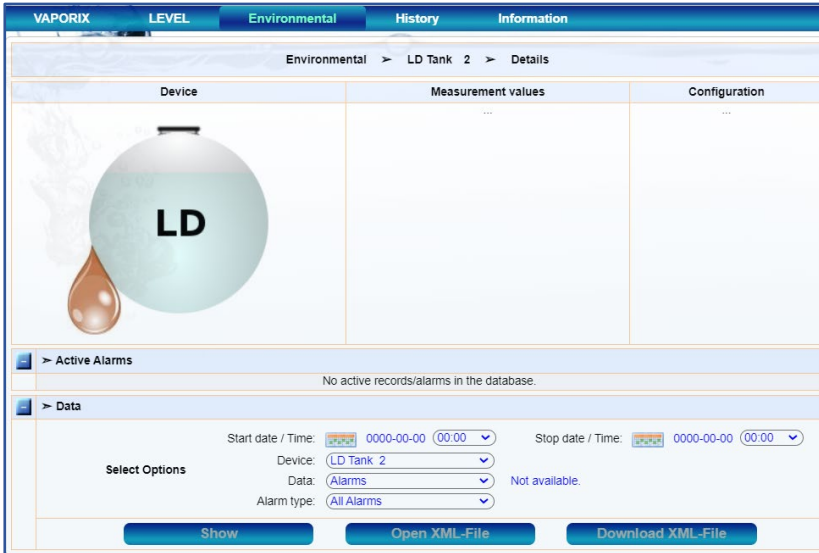 VAPORIX LEVEL Environmental History Information
Environmental ➢ LD Tank 2 ➢ Details
Device Measurement values Configuration
... ...
LD
- ➢ Active Alarms
No active records/alarms in the database.
- ➢ Data
Start date / Time: 0000-00-00 00:00 Stop date / Time: 0000-00-00 00:00
Select Options
Device: LD Tank 2
Data: Alarms Not available.
Alarm type: All Alarms
Show Open XML-File Download XML-File